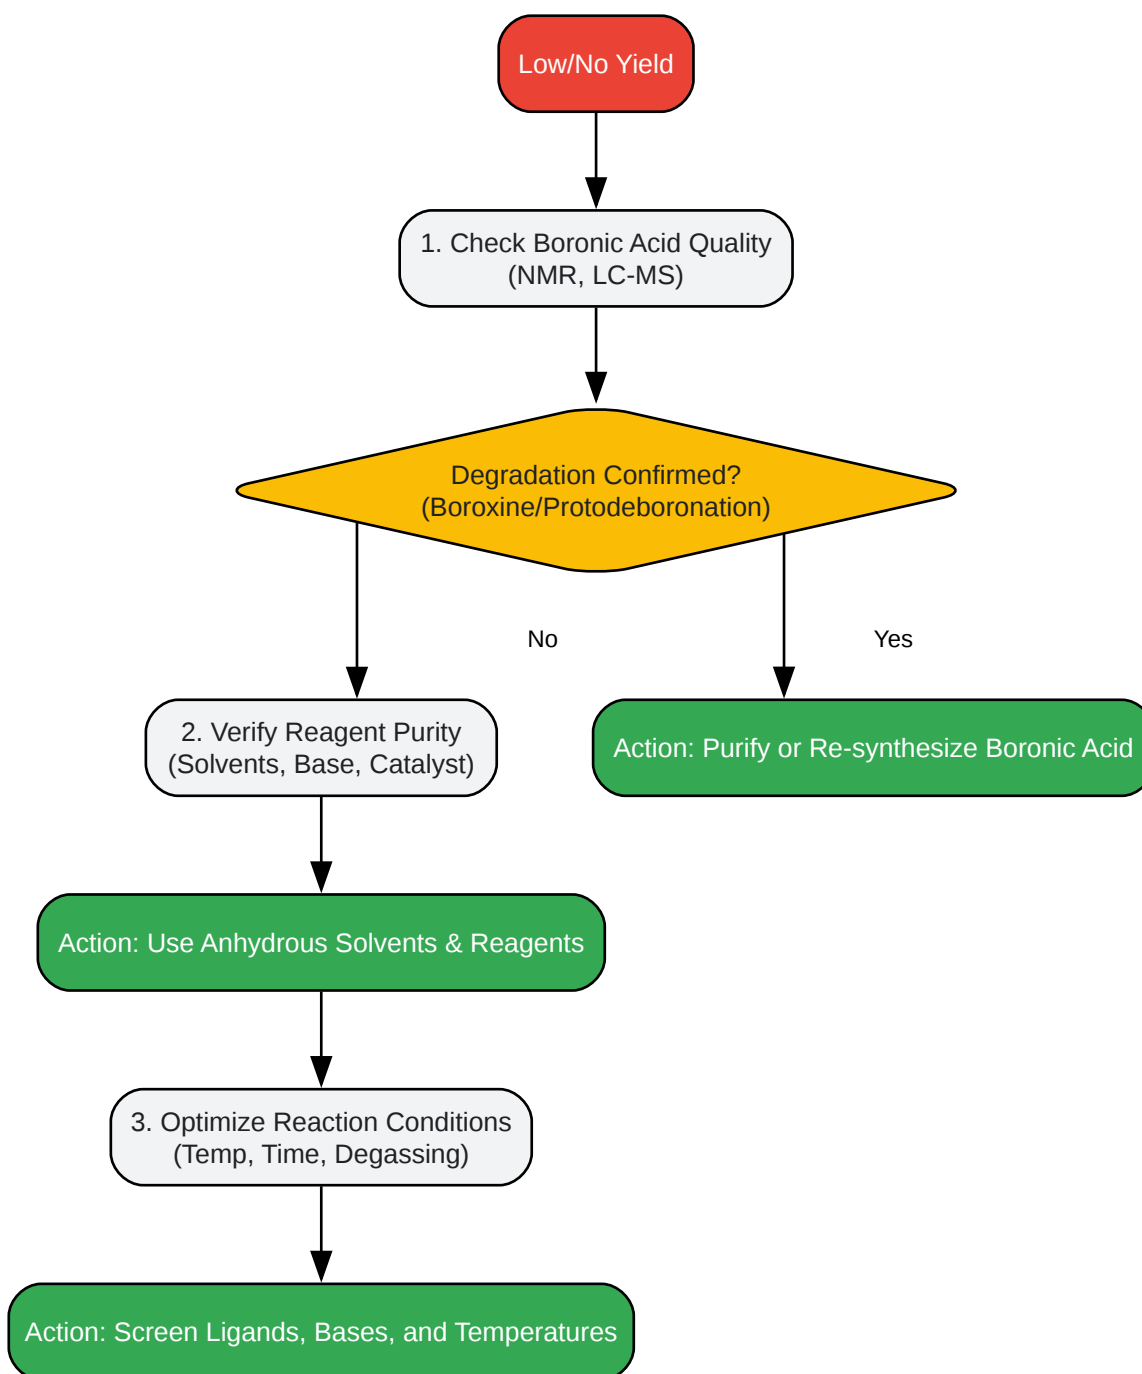 Low/No Yield
1. Check Boronic Acid Quality
(NMR, LC-MS)
Degradation Confirmed?
(Boroxine/Protodeboronation)
No
Yes
2. Verify Reagent Purity
(Solvents, Base, Catalyst)
Action: Purify or Re-synthesize Boronic Acid
Action: Use Anhydrous Solvents & Reagents
3. Optimize Reaction Conditions
(Temp, Time, Degassing)
Action: Screen Ligands, Bases, and Temperatures